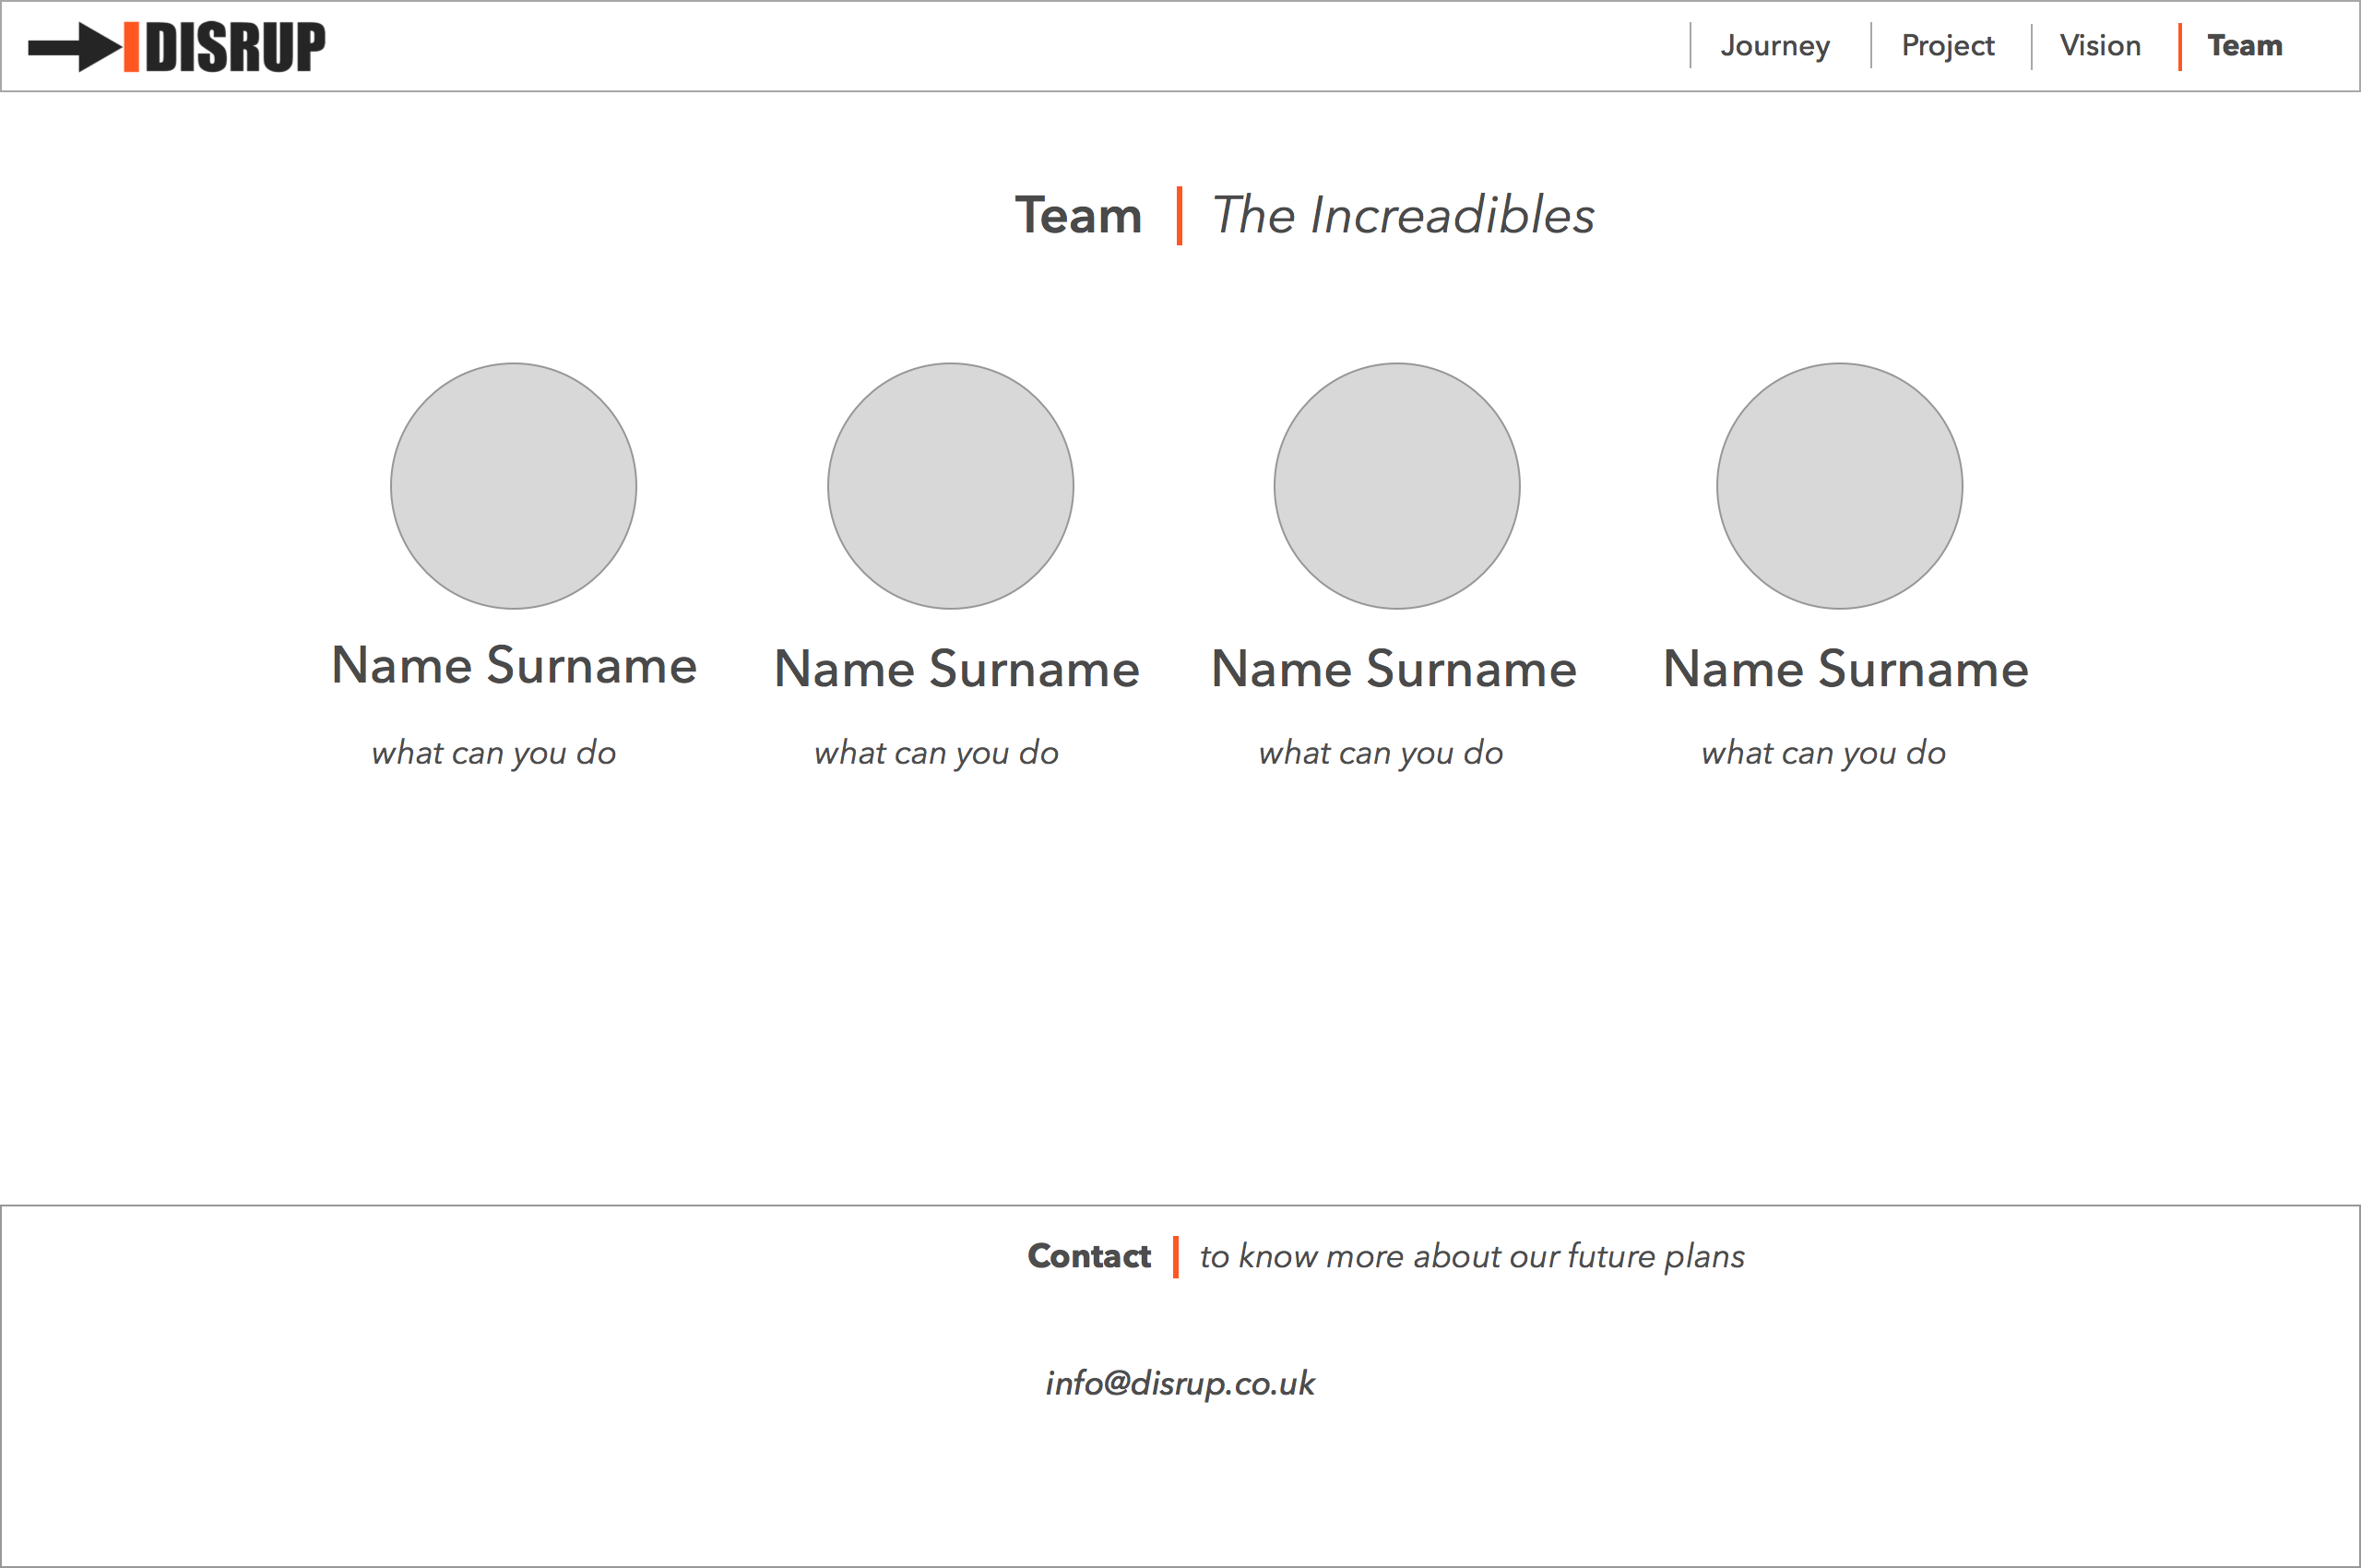 DISRUP
Journey Project Vision Team
Team The Increadibles
Name Surname Name Surname Name Surname Name Surname
what can you do what can you do what can you do what can you do
Contact to know more about our future plans
info@disrup.co.uk